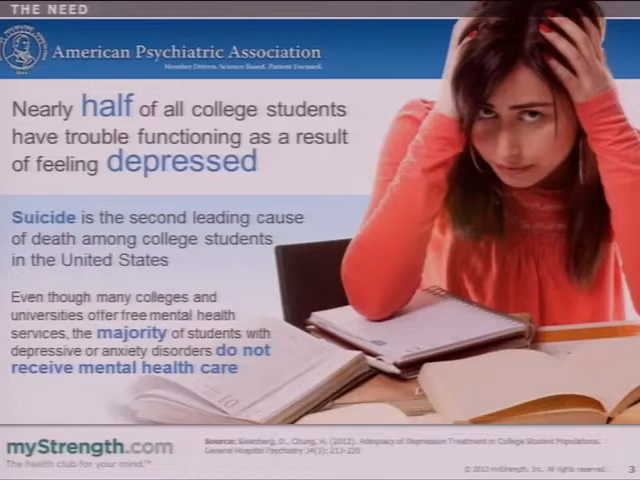 THE NEED
American Psychiatric Association
Member Driven. Science Based. Patient Focused.
Nearly half of all college students
have trouble functioning as a result
of feeling depressed
Suicide is the second leading cause
of death among college students
in the United States
Even though many colleges and
universities offer free mental health
services, the majority of students with
depressive or anxiety disorders do not
receive mental health care
myStrength.com
The health club for your mind.™
Source: Eisenberg, D., Chung, H. (2012). Adequacy of Depression Treatment in College Student Populations.
General Hospital Psychiatry 34(3): 213-220
© 2013 myStrength, Inc. All rights reserved. 3